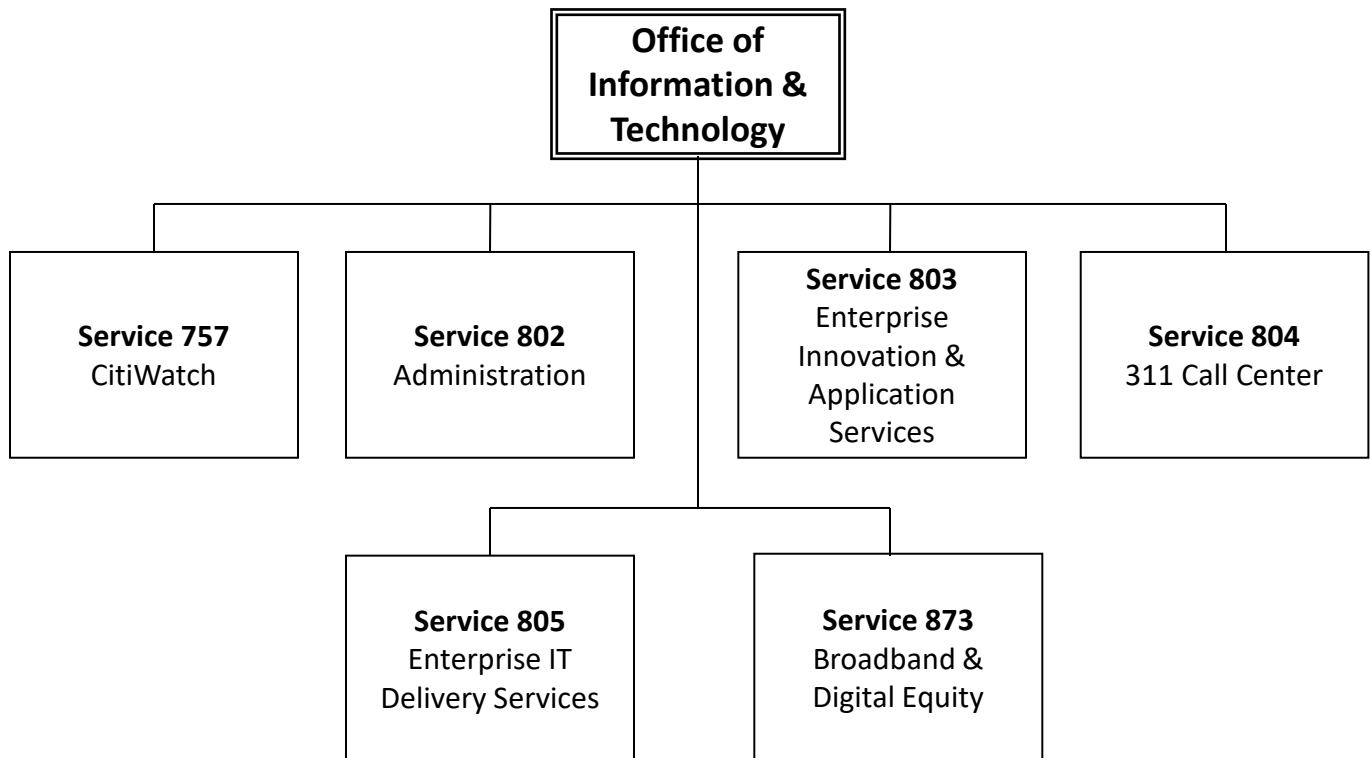 Office of
Information &
Technology
Service 757
CitiWatch
Service 802
Administration
Service 803
Enterprise
Innovation &
Application
Services
Service 804
311 Call Center
Service 805
Enterprise IT
Delivery Services
Service 873
Broadband &
Digital Equity